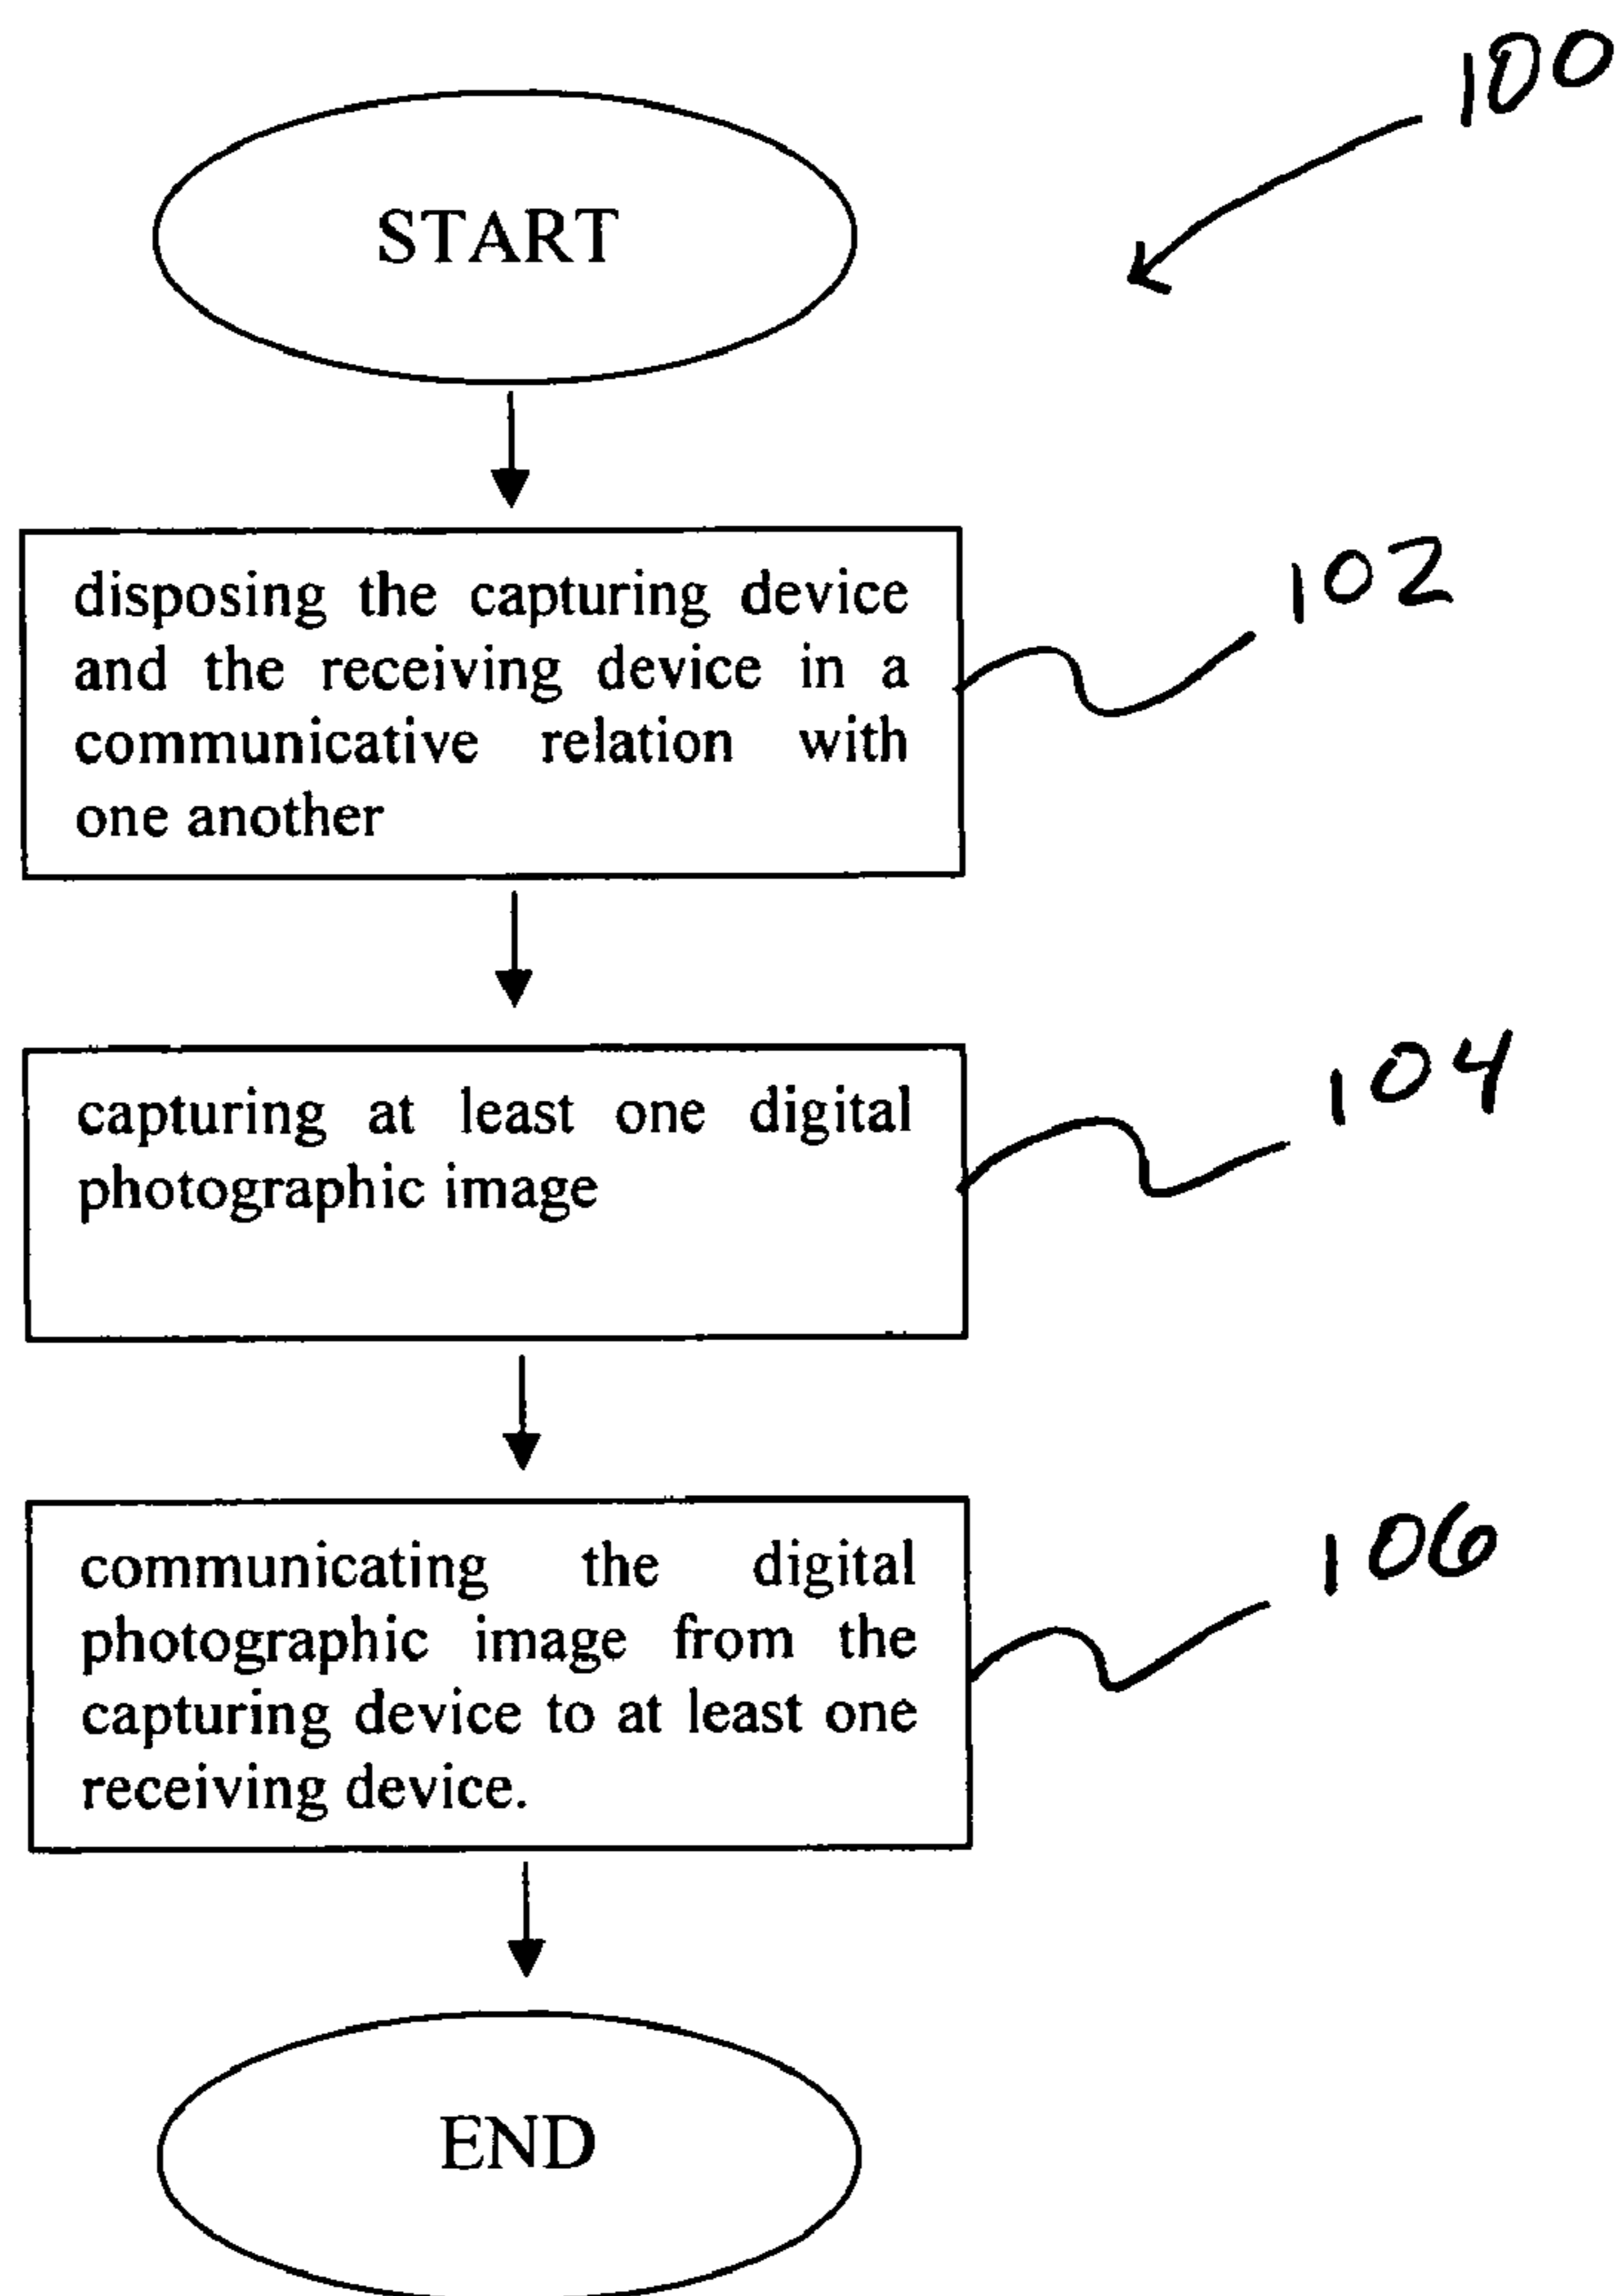 100
START
disposing the capturing device
and the receiving device in a
communicative relation with
one another
102
capturing at least one digital
photographic image
104
communicating the digital
photographic image from the
capturing device to at least one
receiving device.
106
END